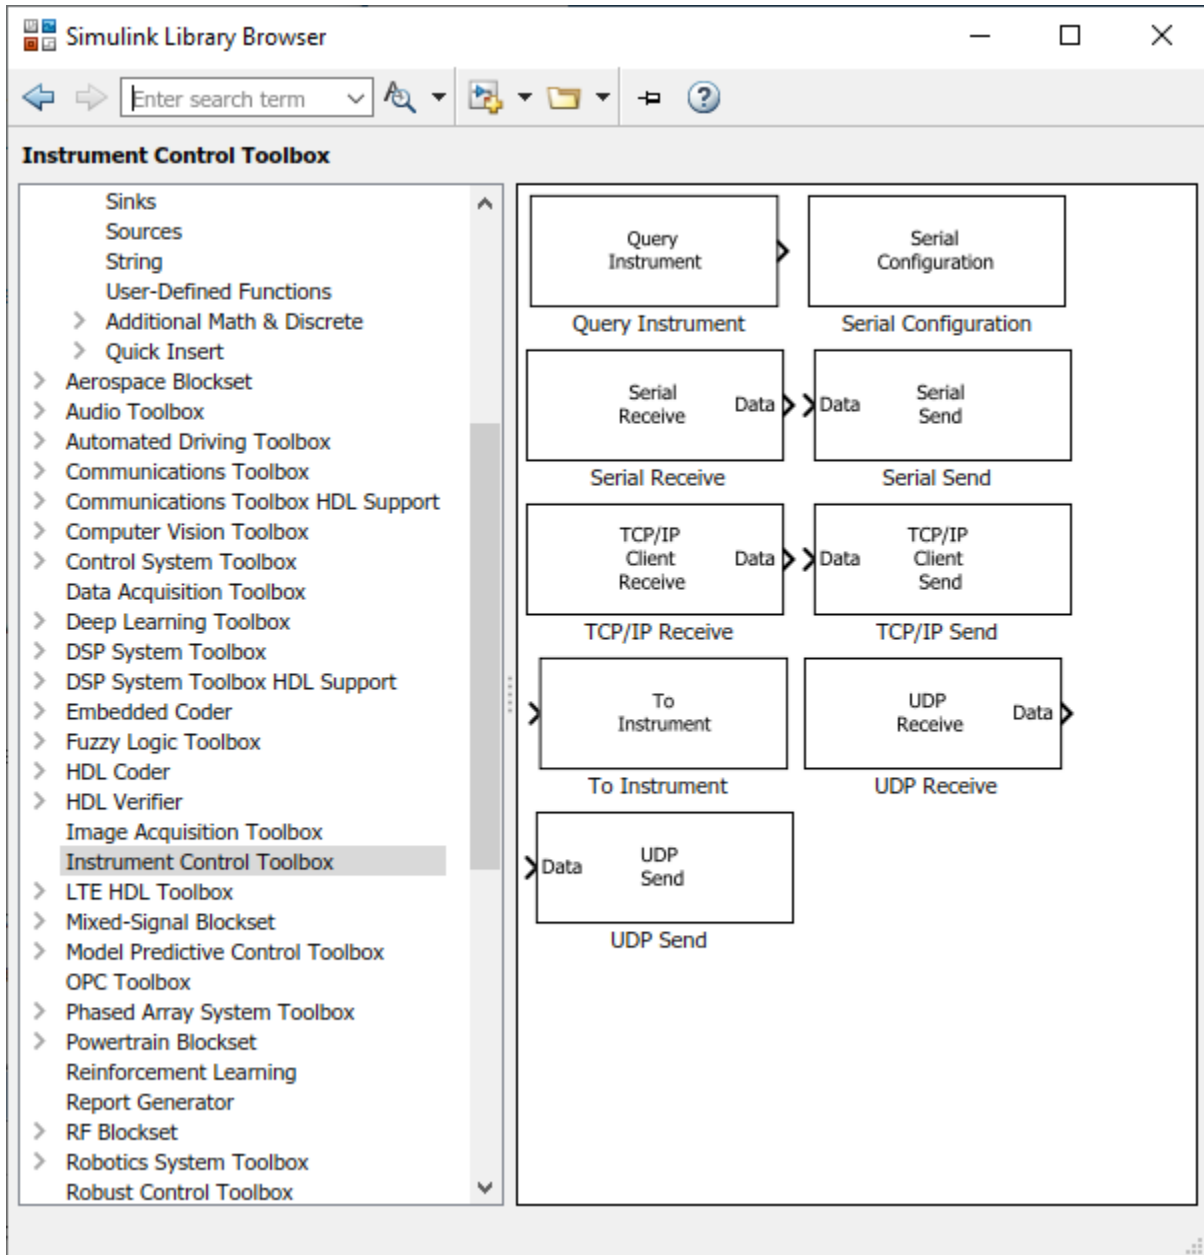 Simulink Library Browser
Enter search term
Instrument Control Toolbox
Sinks
Sources
String
User-Defined Functions
Additional Math & Discrete
Quick Insert
Aerospace Blockset
Audio Toolbox
Automated Driving Toolbox
Communications Toolbox
Communications Toolbox HDL Support
Computer Vision Toolbox
Control System Toolbox
Data Acquisition Toolbox
Deep Learning Toolbox
DSP System Toolbox
DSP System Toolbox HDL Support
Embedded Coder
Fuzzy Logic Toolbox
HDL Coder
HDL Verifier
Image Acquisition Toolbox
Instrument Control Toolbox
LTE HDL Toolbox
Mixed-Signal Blockset
Model Predictive Control Toolbox
OPC Toolbox
Phased Array System Toolbox
Powertrain Blockset
Reinforcement Learning
Report Generator
RF Blockset
Robotics System Toolbox
Robust Control Toolbox
Query
Instrument
Query Instrument
Serial
Configuration
Serial Configuration
Serial
Receive
Data
Serial Receive
Data
Serial
Send
Serial Send
TCP/IP
Client
Receive
Data
TCP/IP Receive
Data
TCP/IP
Client
Send
TCP/IP Send
To
Instrument
To Instrument
UDP
Receive
Data
UDP Receive
Data
UDP
Send
UDP Send